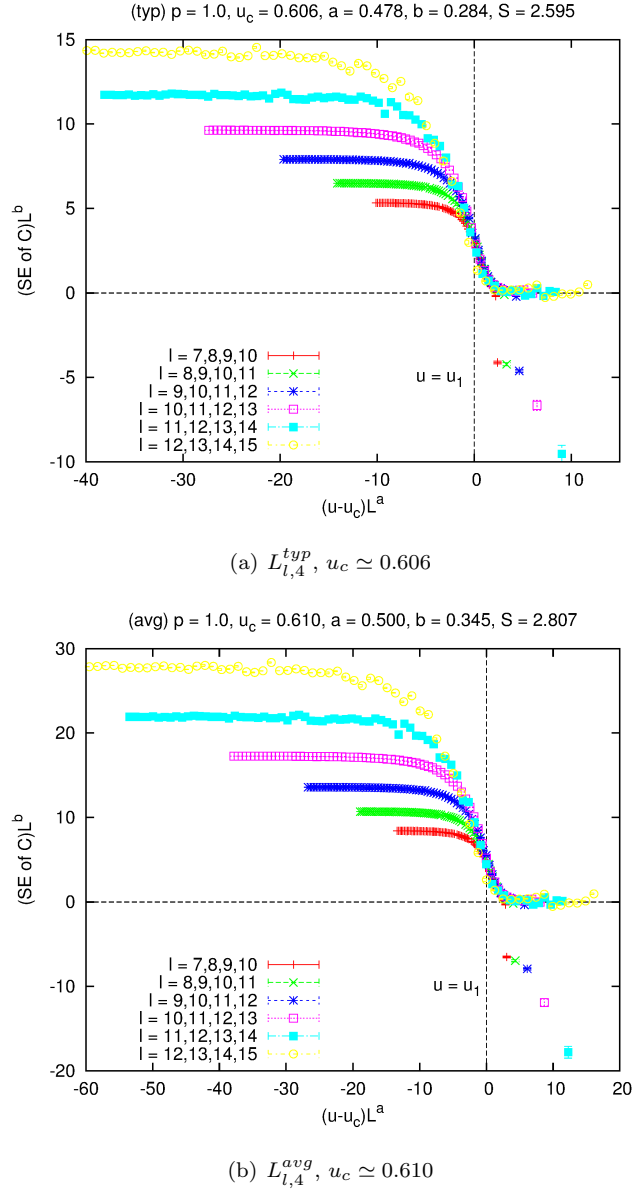 (typ) p = 1.0, u_c = 0.606, a = 0.478, b = 0.284, S = 2.595
15
10
5
0
-5
-10
(SE of C)L^b
u = u_1
l = 7,8,9,10
l = 8,9,10,11
l = 9,10,11,12
l = 10,11,12,13
l = 11,12,13,14
l = 12,13,14,15
-40 -30 -20 -10 0 10
(u-u_c)L^a
(a) L_{l,4}^{typ}, u_c ≃ 0.606
(avg) p = 1.0, u_c = 0.610, a = 0.500, b = 0.345, S = 2.807
30
20
10
0
-10
-20
(SE of C)L^b
u = u_1
l = 7,8,9,10
l = 8,9,10,11
l = 9,10,11,12
l = 10,11,12,13
l = 11,12,13,14
l = 12,13,14,15
-60 -50 -40 -30 -20 -10 0 10 20
(u-u_c)L^a
(b) L_{l,4}^{avg}, u_c ≃ 0.610